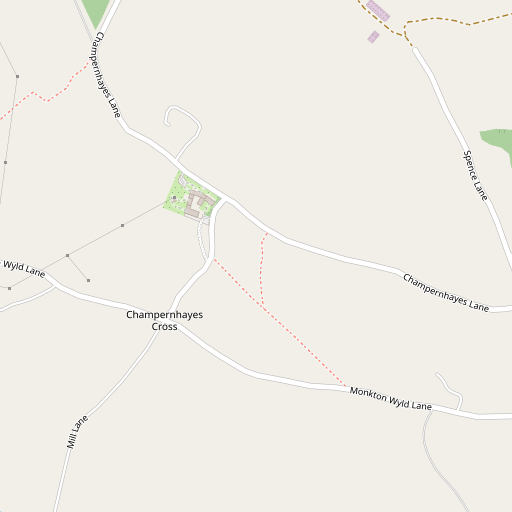 Champernhayes Lane
Spence Lane
Wyld Lane
Champernhayes Lane
Champernhayes
Cross
Monkton Wyld Lane
Mill Lane